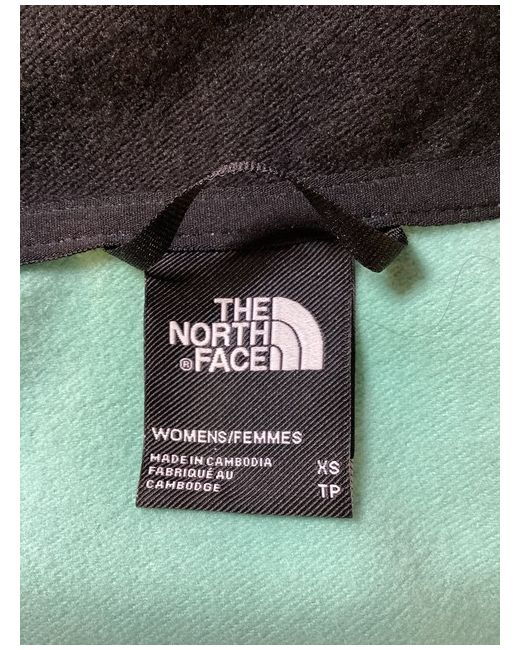 THE
NORTH
FACE®
WOMENS/FEMMES
MADE IN CAMBODIA XS
FABRIQUÉ AU
CAMBODGE TP